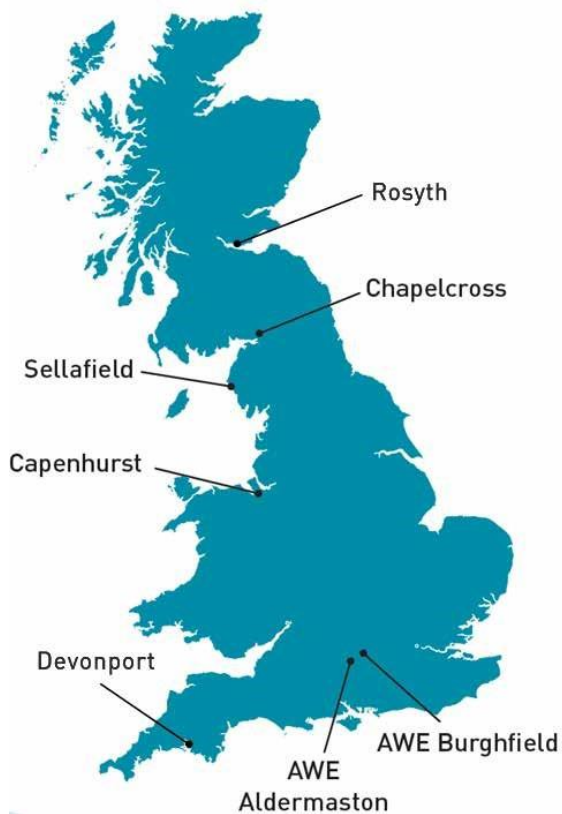 Rosyth
Chapelcross
Sellafield
Capenhurst
Devonport
AWE Burghfield
AWE
Aldermaston